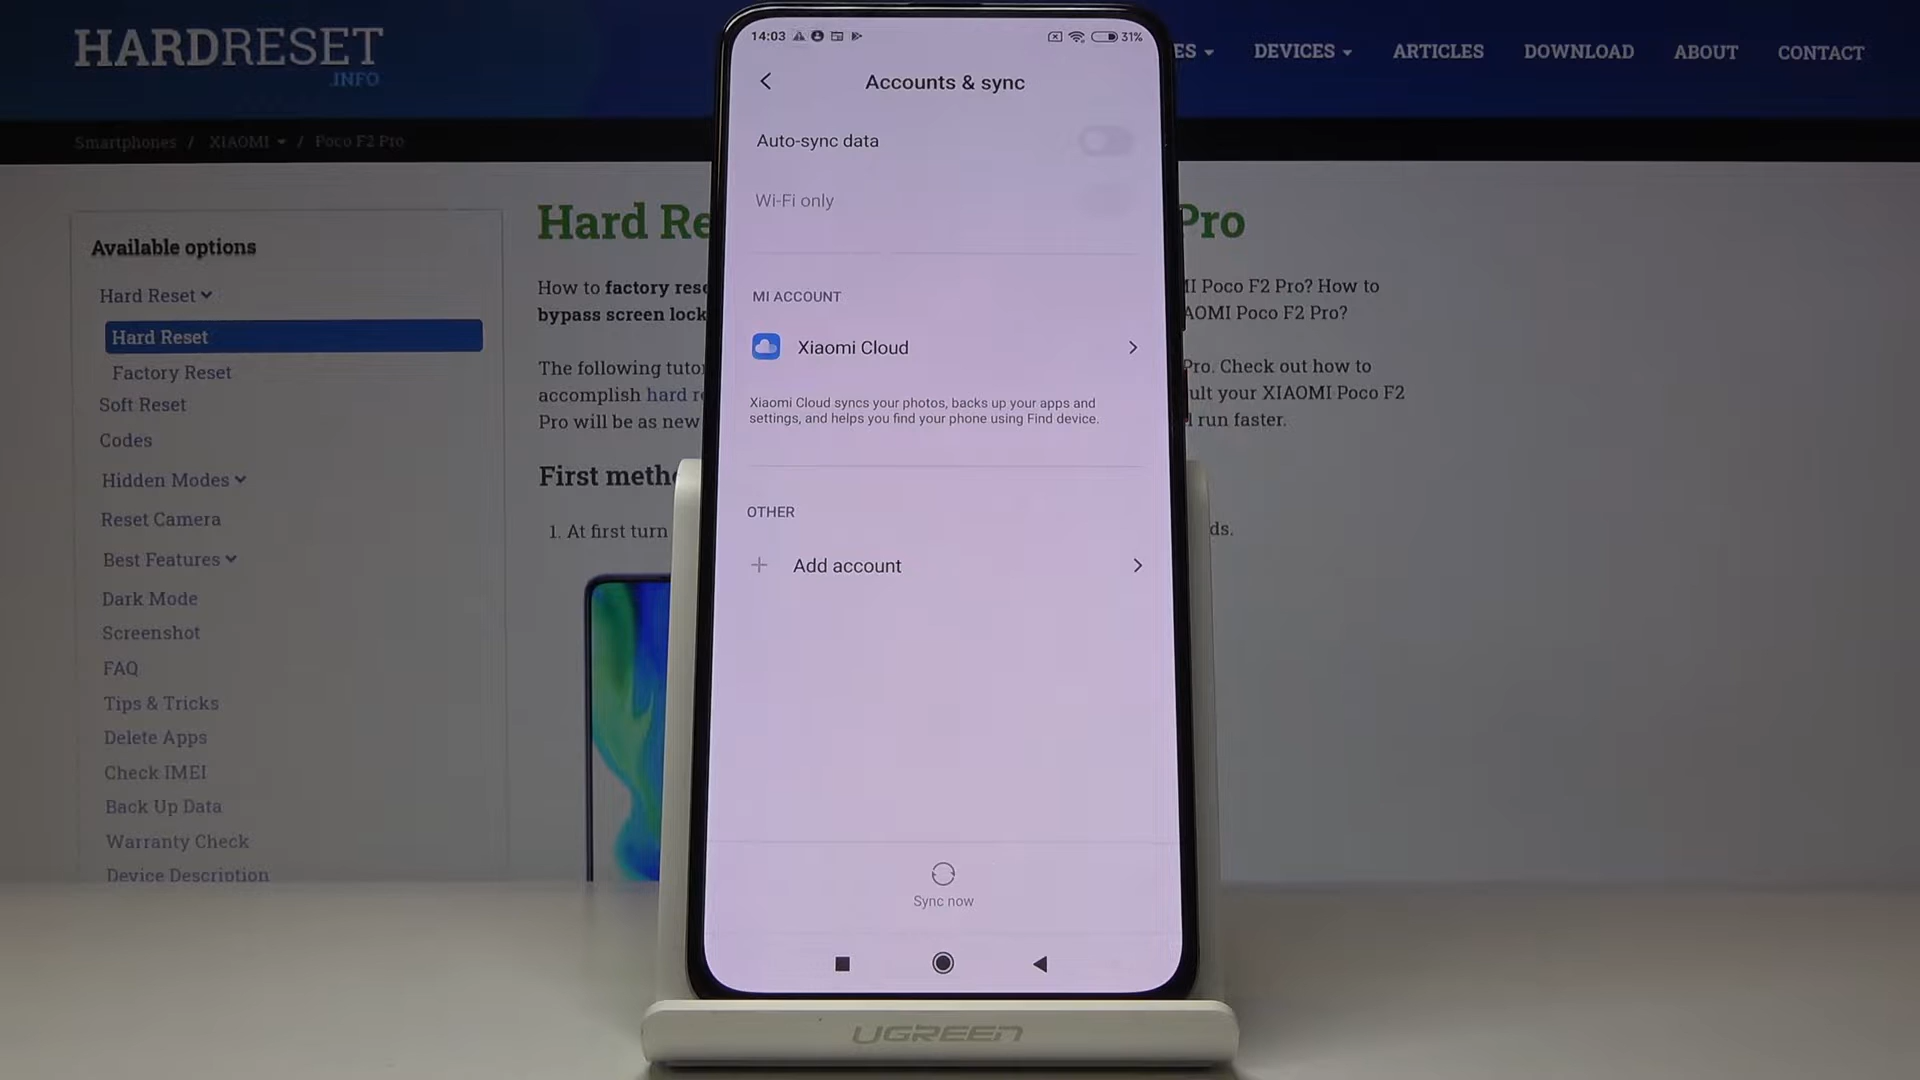 HARDRESET
.INFO
ES
DEVICES
ARTICLES
DOWNLOAD
ABOUT
CONTACT
Smartphones / XIAOMI / Poco F2 Pro
Available options
Hard Reset
Hard Reset
Factory Reset
Soft Reset
Codes
Hidden Modes
Reset Camera
Best Features
Dark Mode
Screenshot
FAQ
Tips & Tricks
Delete Apps
Check IMEI
Back Up Data
Warranty Check
Device Description
Hard Re
Pro
How to factory rese
MI Poco F2 Pro? How to
bypass screen lock
AOMI Poco F2 Pro?
The following tutor
Pro. Check out how to
accomplish hard re
ult your XIAOMI Poco F2
Pro will be as new
l run faster.
First metho
1. At first turn
ds.
14:03
31%
Accounts & sync
Auto-sync data
Wi-Fi only
MI ACCOUNT
Xiaomi Cloud
Xiaomi Cloud syncs your photos, backs up your apps and
settings, and helps you find your phone using Find device.
OTHER
+ Add account
Sync now
UGREEN